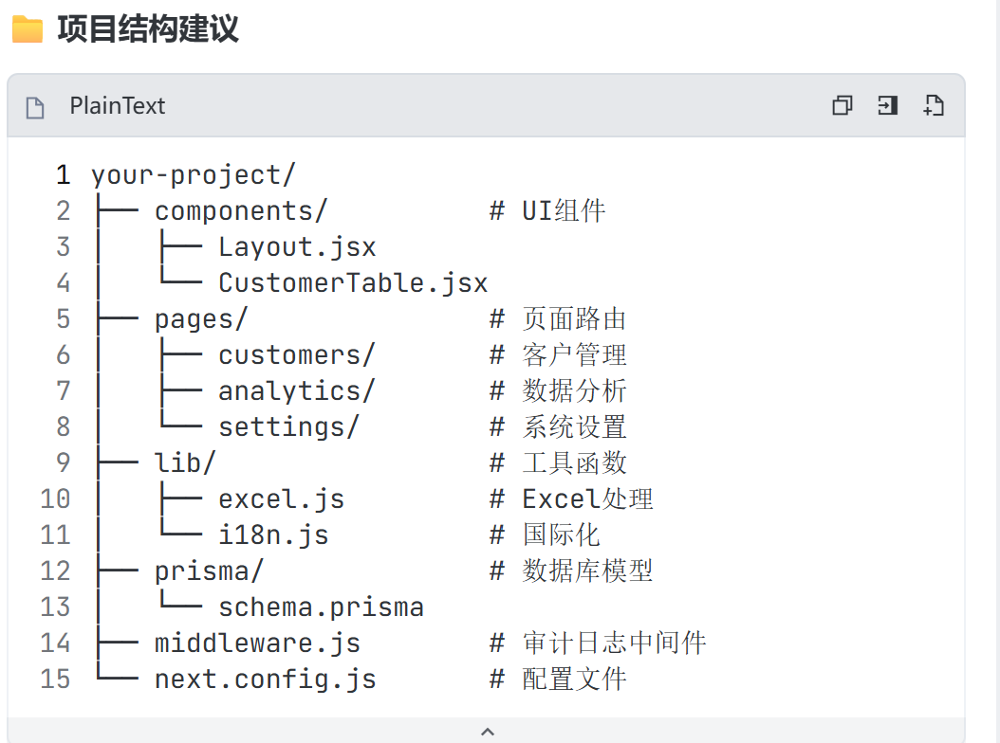 项目结构建议
PlainText
1 your-project/
2 ├── components/          # UI组件
3 │   ├── Layout.jsx
4 │   └── CustomerTable.jsx
5 ├── pages/               # 页面路由
6 │   ├── customers/       # 客户管理
7 │   ├── analytics/       # 数据分析
8 │   └── settings/        # 系统设置
9 ├── lib/                 # 工具函数
10 │   ├── excel.js         # Excel处理
11 │   └── i18n.js          # 国际化
12 ├── prisma/              # 数据库模型
13 │   └── schema.prisma
14 ├── middleware.js        # 审计日志中间件
15 └── next.config.js       # 配置文件